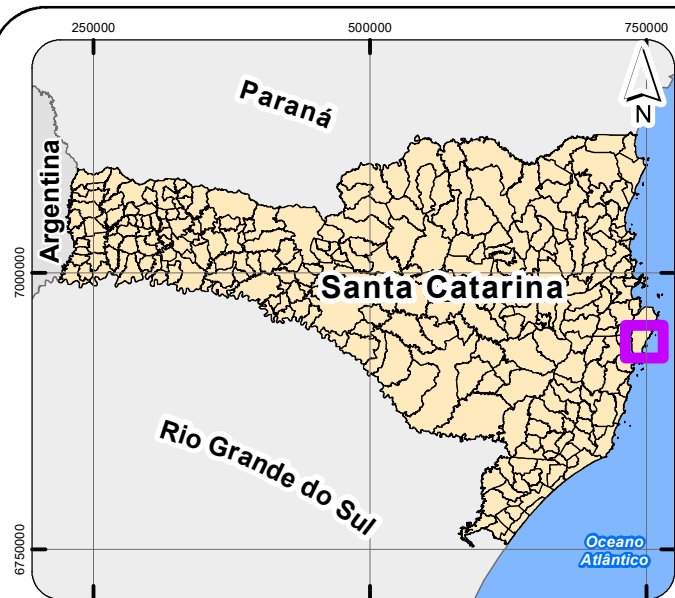 250000 500000 750000
N
Paraná
Argentina
7000000
Santa Catarina
Rio Grande do Sul
6750000
Oceano
Atlântico